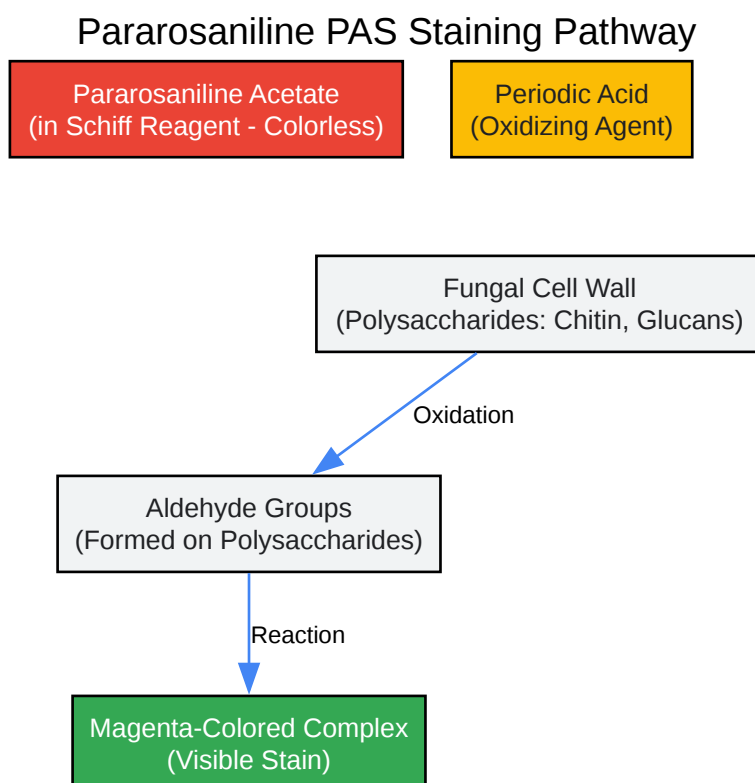 Pararosaniline PAS Staining Pathway
Pararosaniline Acetate
(in Schiff Reagent - Colorless)
Periodic Acid
(Oxidizing Agent)
Fungal Cell Wall
(Polysaccharides: Chitin, Glucans)
Oxidation
Aldehyde Groups
(Formed on Polysaccharides)
Reaction
Magenta-Colored Complex
(Visible Stain)